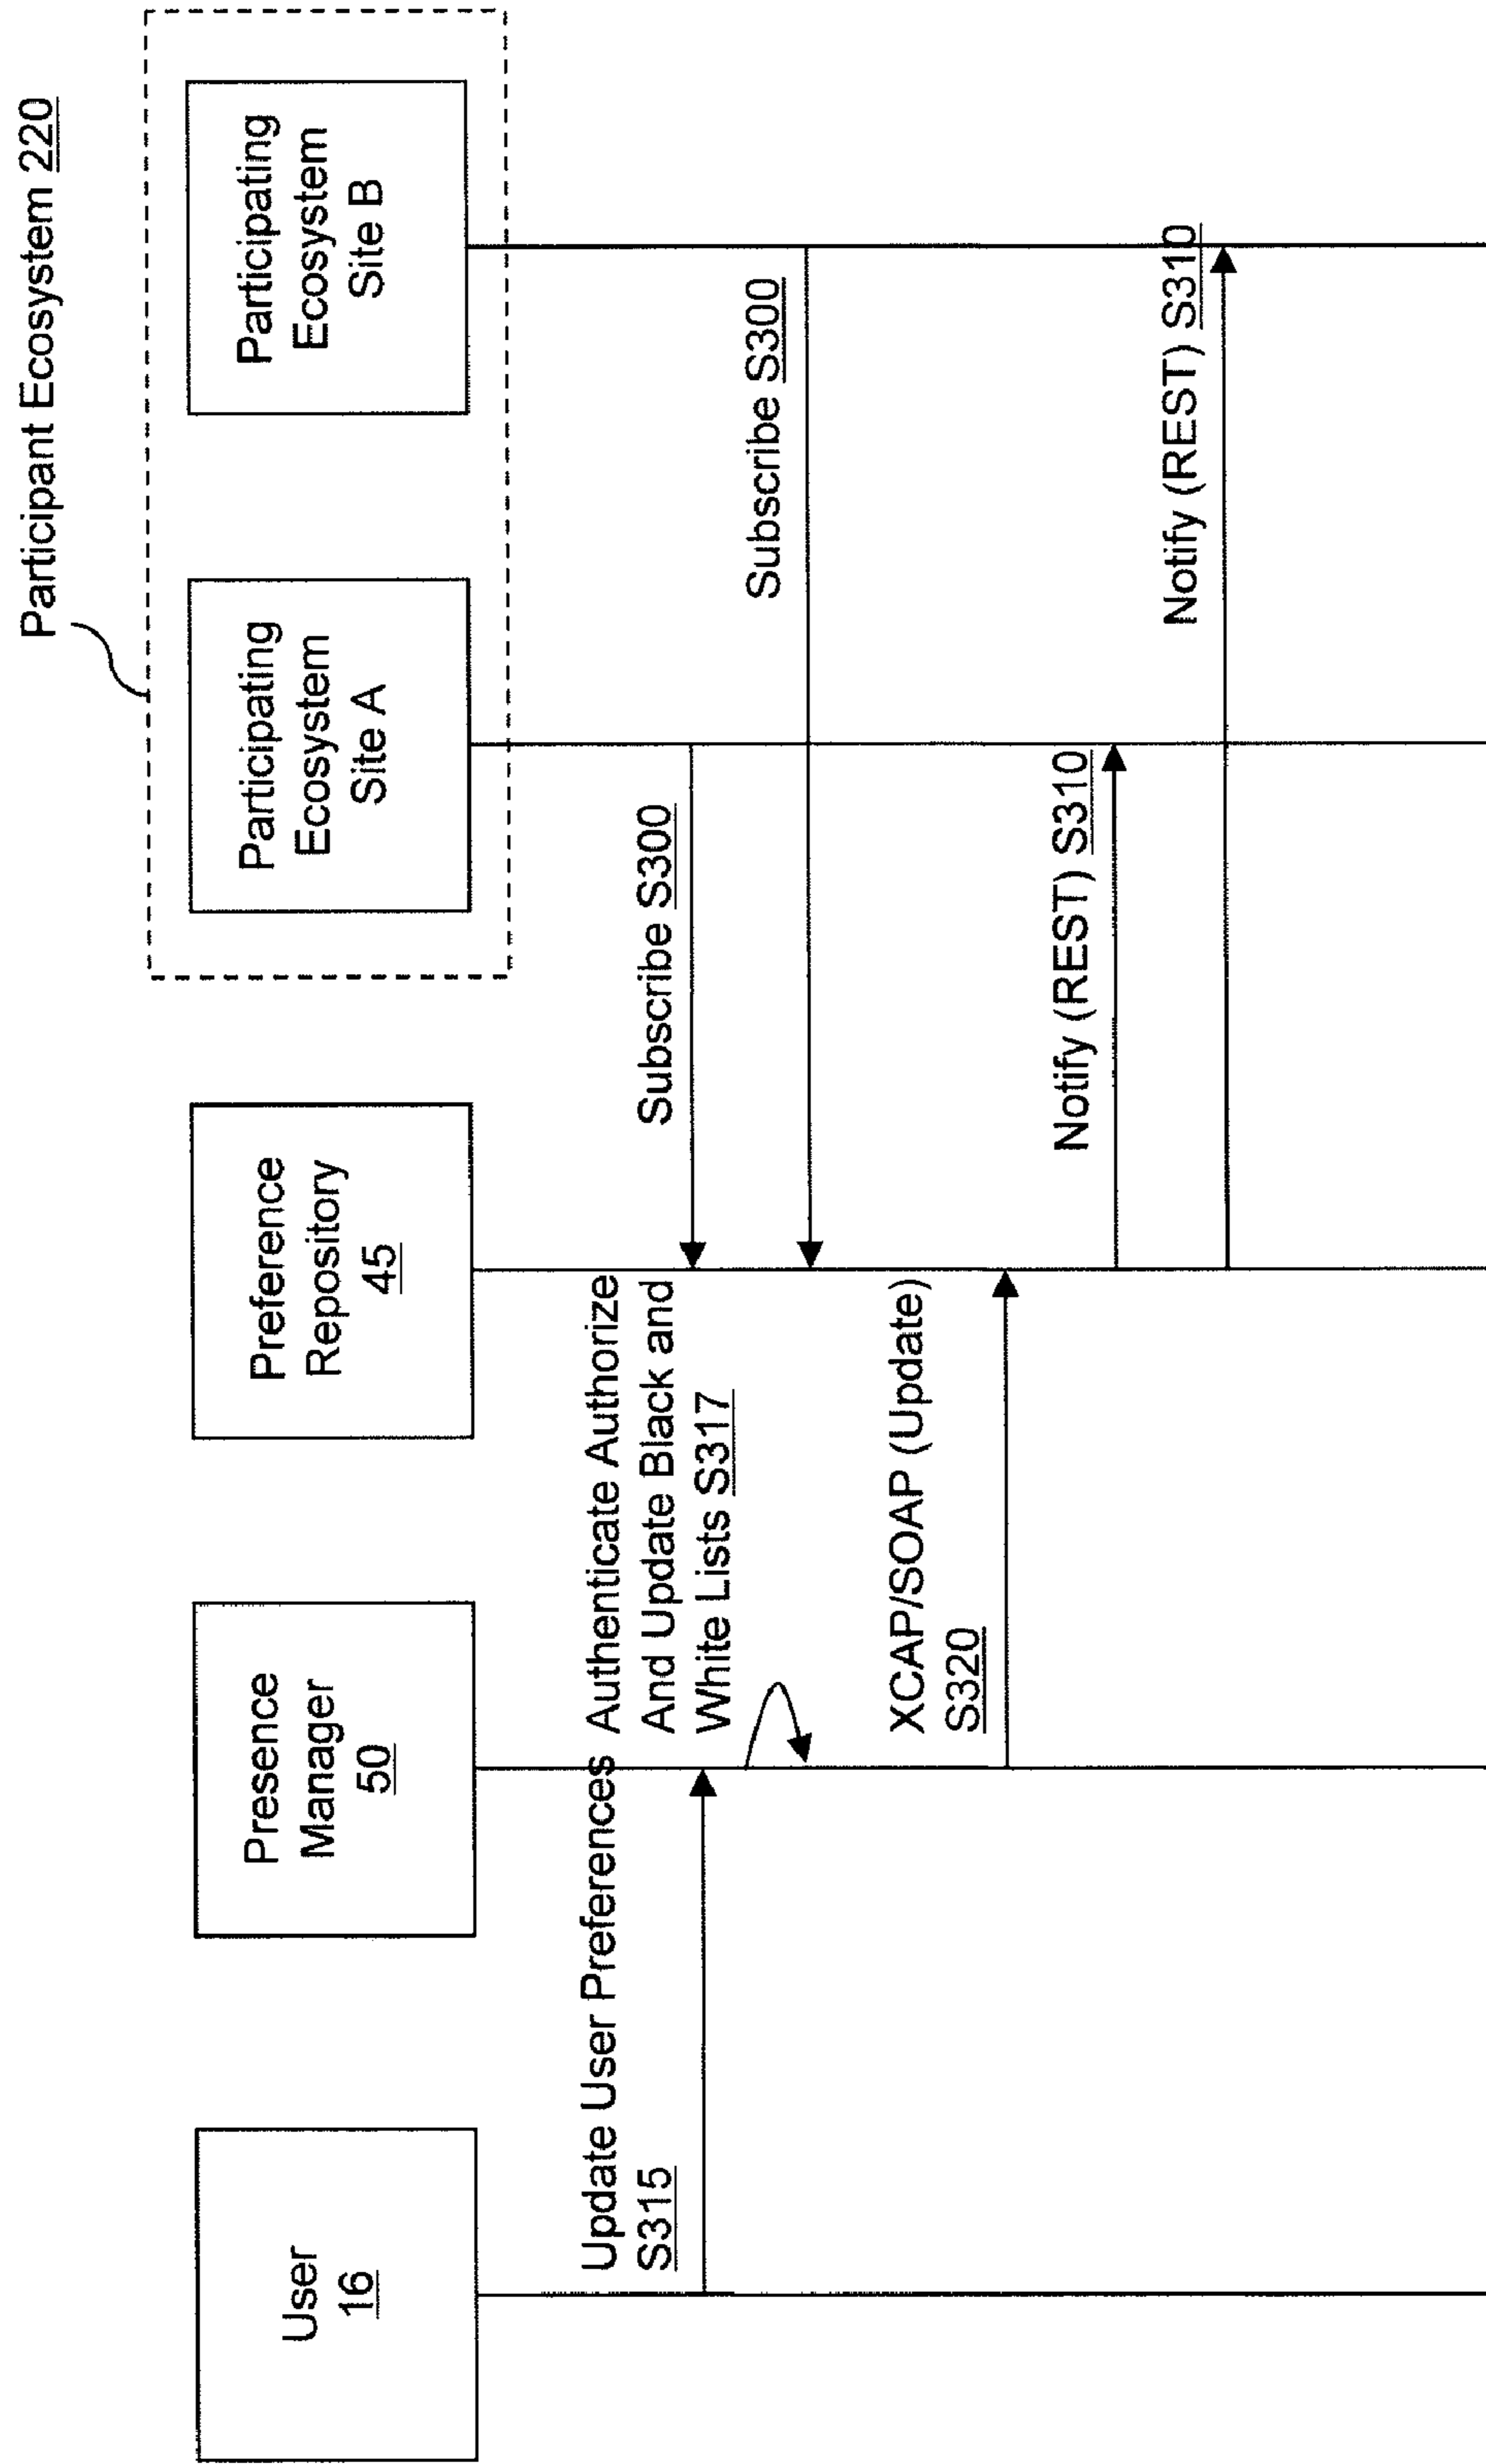 Participant Ecosystem 220
User
16
Presence
Manager
50
Preference
Repository
45
Participating
Ecosystem
Site A
Participating
Ecosystem
Site B
Update User Preferences
S315
Authenticate Authorize
And Update Black and
White Lists S317
Subscribe S300
Subscribe S300
XCAP/SOAP (Update)
S320
Notify (REST) S310
Notify (REST) S310